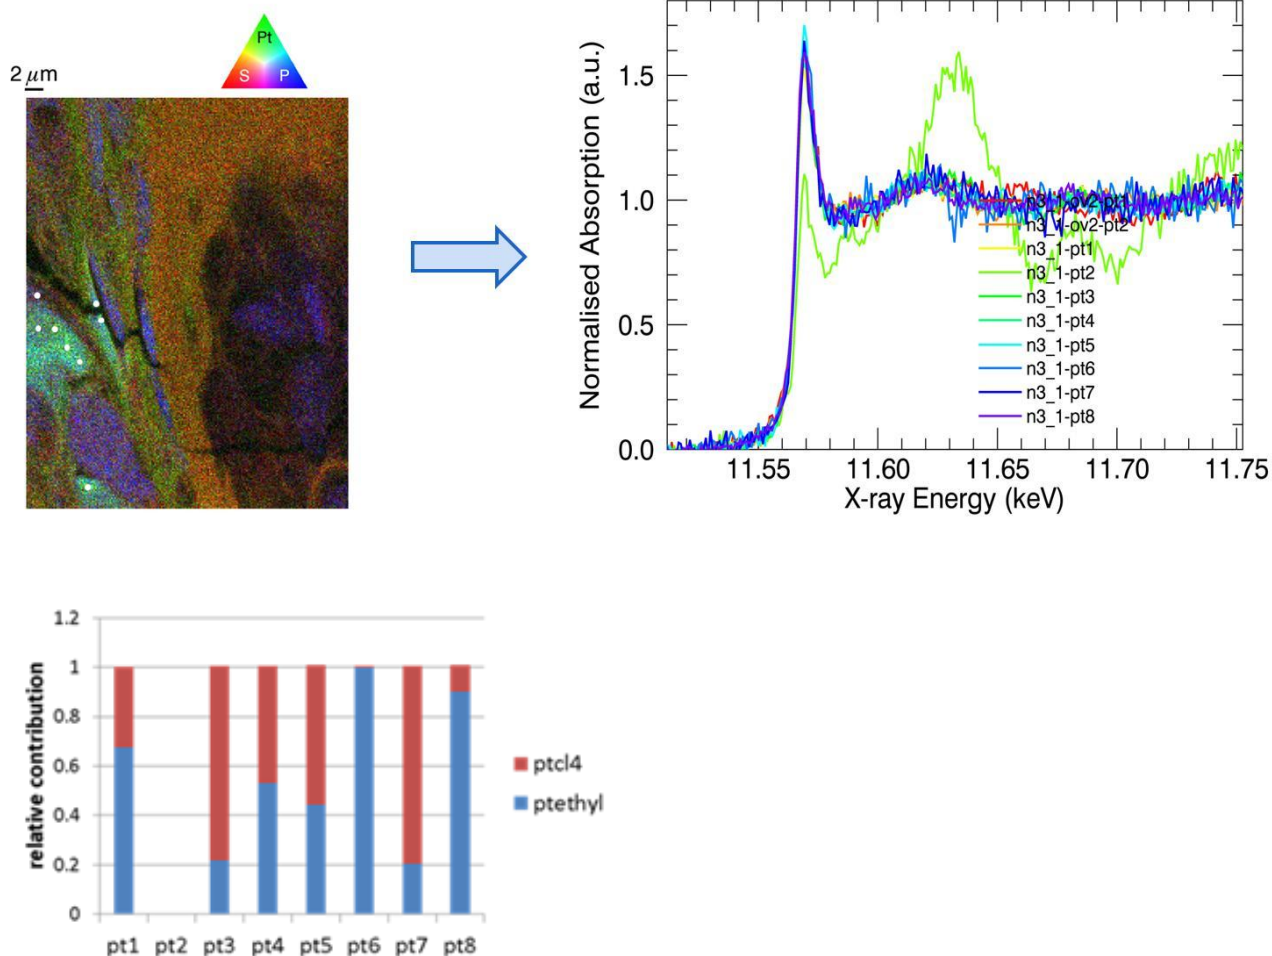 Pt
S P
2 µm
Normalised Absorption (a.u.)
1.5
1.0
0.5
0.0
n3_1-ov2-pt1
n3_1-ov2-pt2
n3_1-pt1
n3_1-pt2
n3_1-pt3
n3_1-pt4
n3_1-pt5
n3_1-pt6
n3_1-pt7
n3_1-pt8
11.55 11.60 11.65 11.70 11.75
X-ray Energy (keV)
relative contribution
1.2
1
0.8
0.6
0.4
0.2
0
ptcl4
ptethyl
pt1 pt2 pt3 pt4 pt5 pt6 pt7 pt8